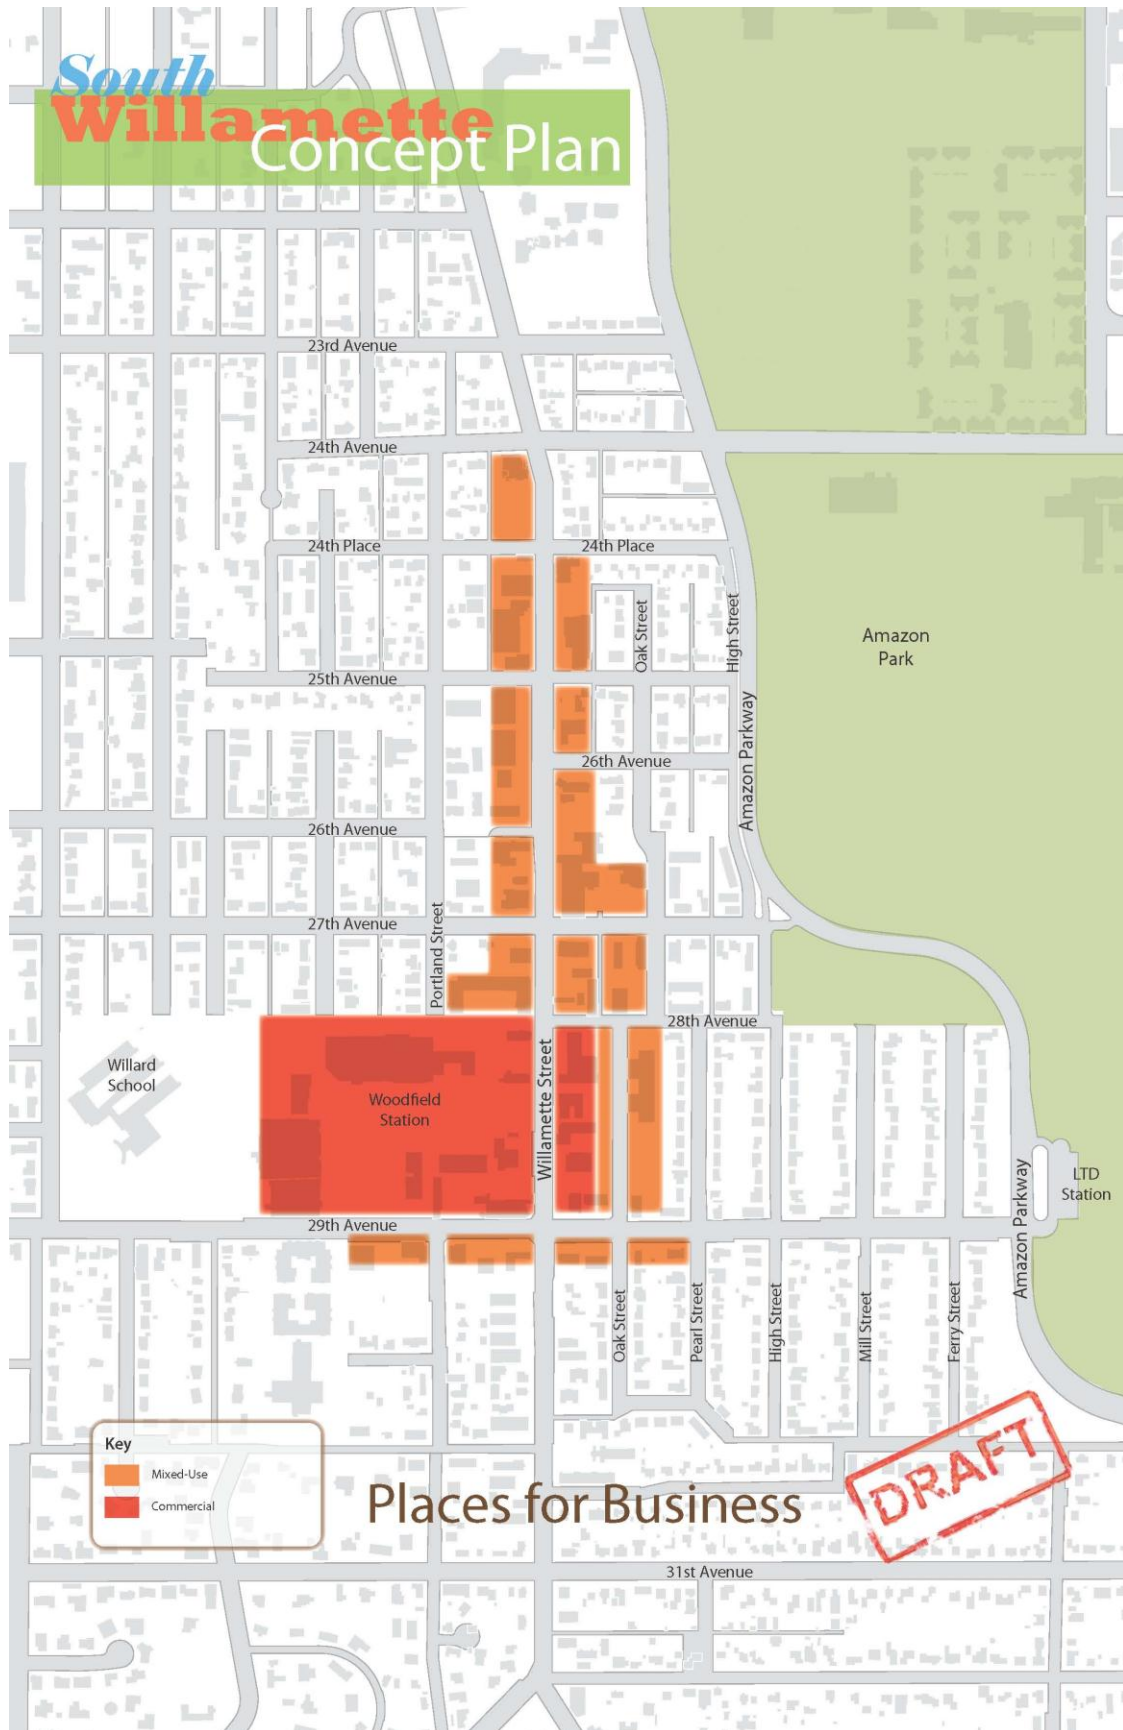 South
Willamette
Concept Plan
23rd Avenue
24th Avenue
24th Place
24th Place
Oak Street
High Street
Amazon
Park
25th Avenue
Amazon Parkway
26th Avenue
26th Avenue
Portland Street
27th Avenue
28th Avenue
Willamette Street
Willard
School
Woodfield
Station
Amazon Parkway
LTD
Station
29th Avenue
Oak Street
Pearl Street
High Street
Mill Street
Ferry Street
Key
Mixed-Use
Commercial
Places for Business
DRAFT
31st Avenue